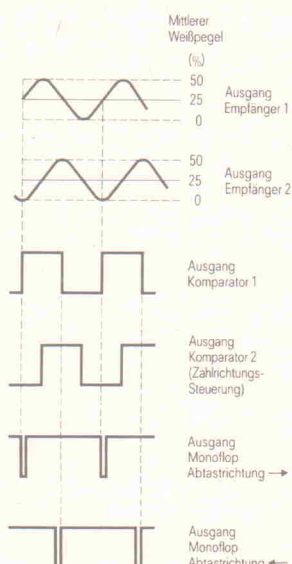 Mittlerer
Weißpegel
(%)
50
25
0
Ausgang
Empfänger 1
50
25
0
Ausgang
Empfänger 2
Ausgang
Komparator 1
Ausgang
Komparator 2
(Zählrichtungs-
Steuerung)
Ausgang
Monoflop
Abtastrichtung →
Ausgang
Monoflop
Abtastrichtung ←